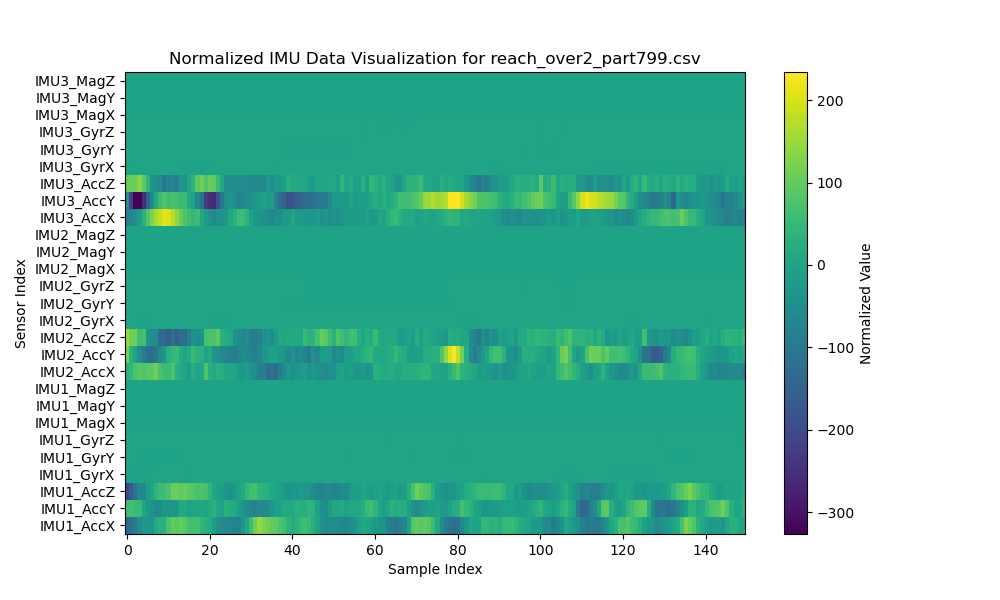 Normalized IMU Data Visualization for reach_over2_part799.csv
IMU3_MagZ
IMU3_MagY
IMU3_MagX
IMU3_GyrZ
IMU3_GyrY
IMU3_GyrX
IMU3_AccZ
IMU3_AccY
IMU3_AccX
IMU2_MagZ
IMU2_MagY
IMU2_MagX
IMU2_GyrZ
IMU2_GyrY
IMU2_GyrX
IMU2_AccZ
IMU2_AccY
IMU2_AccX
IMU1_MagZ
IMU1_MagY
IMU1_MagX
IMU1_GyrZ
IMU1_GyrY
IMU1_GyrX
IMU1_AccZ
IMU1_AccY
IMU1_AccX
Sensor Index
0 20 40 60 80 100 120 140
Sample Index
200
100
0
−100
−200
−300
Normalized Value